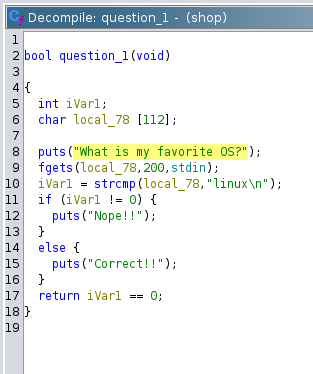 Decompile: question_1 - (shop)
1
2 bool question_1(void)
3
4 {
5 int iVar1;
6 char local_78 [112];
7
8 puts("What is my favorite OS?");
9 fgets(local_78,200,stdin);
10 iVar1 = strcmp(local_78,"linux\n");
11 if (iVar1 != 0) {
12 puts("Nope!!");
13 }
14 else {
15 puts("Correct!!");
16 }
17 return iVar1 == 0;
18 }
19